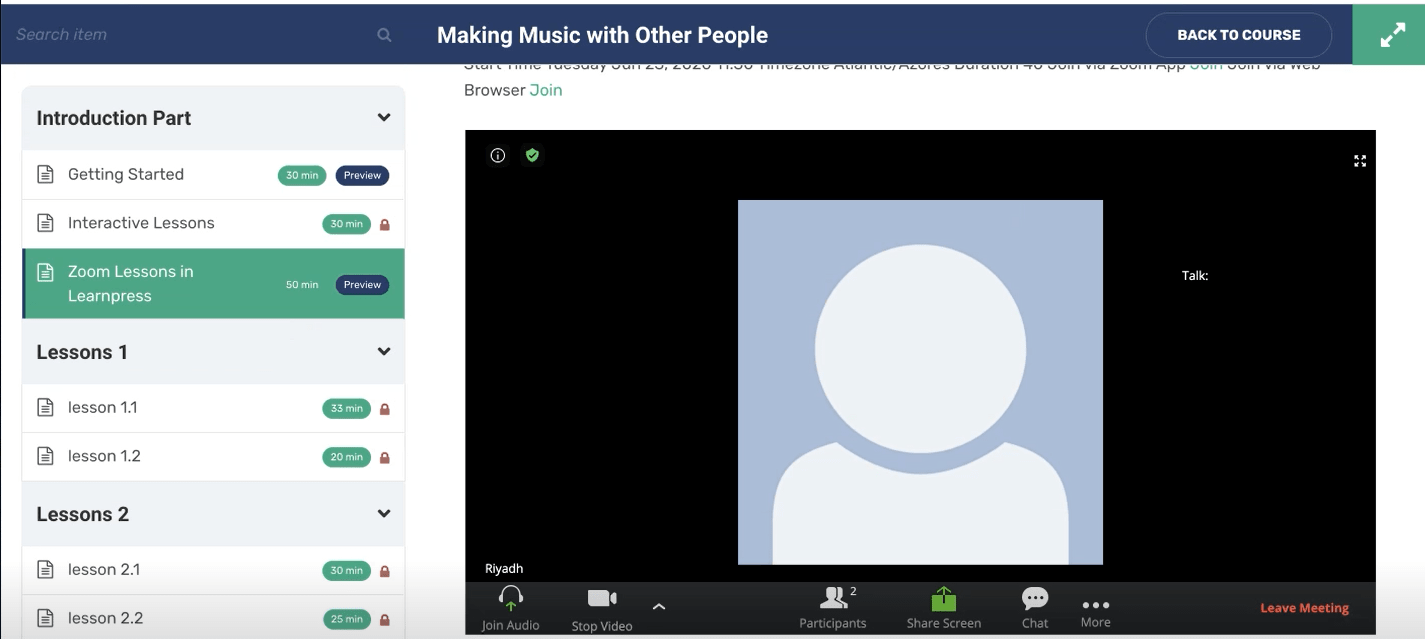 Search item
Making Music with Other People
BACK TO COURSE
Introduction Part
Getting Started 30 min Preview
Interactive Lessons 30 min
Zoom Lessons in
Learnpress
50 min Preview
Lessons 1
lesson 1.1 33 min
lesson 1.2 20 min
Lessons 2
lesson 2.1 30 min
lesson 2.2 25 min
Start Time Tuesday Jun 23, 2020 11:30 Timezone Atlantic/Azores Duration 40 Join via Zoom App Join Join via Web
Browser Join
Talk:
Riyadh
Join Audio
Stop Video
Participants 2
Share Screen
Chat
More
Leave Meeting